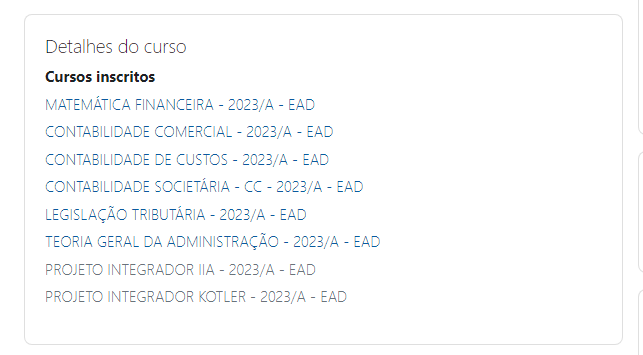 Detalhes do curso
Cursos inscritos
MATEMÁTICA FINANCEIRA - 2023/A - EAD
CONTABILIDADE COMERCIAL - 2023/A - EAD
CONTABILIDADE DE CUSTOS - 2023/A - EAD
CONTABILIDADE SOCIETÁRIA - CC - 2023/A - EAD
LEGISLAÇÃO TRIBUTÁRIA - 2023/A - EAD
TEORIA GERAL DA ADMINISTRAÇÃO - 2023/A - EAD
PROJETO INTEGRADOR IIA - 2023/A - EAD
PROJETO INTEGRADOR KOTLER - 2023/A - EAD